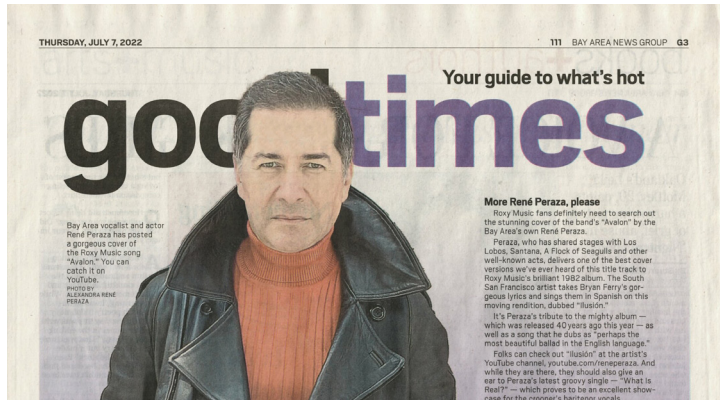 THURSDAY, JULY 7, 2022
111 BAY AREA NEWS GROUP G3
Your guide to what's hot
good times
Bay Area vocalist and actor
René Peraza has posted
a gorgeous cover of
the Roxy Music song
“Avalon.” You can
catch it on
YouTube.
PHOTO BY
ALEXANDRA RENÉ
PERAZA
More René Peraza, please
Roxy Music fans definitely need to search out
the stunning cover of the band's “Avalon” by the
Bay Area's own René Peraza.
Peraza, who has shared stages with Los
Lobos, Santana, A Flock of Seagulls and other
well-known acts, delivers one of the best cover
versions we've ever heard of this title track to
Roxy Music's brilliant 1982 album. The South
San Francisco artist takes Bryan Ferry's gor-
geous lyrics and sings them in Spanish on this
moving rendition, dubbed “Ilusión.”
It's Peraza's tribute to the mighty album —
which was released 40 years ago this year — as
well as a song that he dubs as “perhaps the
most beautiful ballad in the English language.”
Folks can check out “Ilusión” at the artist's
YouTube channel, youtube.com/reneperaza. And
while they are there, they should also give an
ear to Peraza's latest groovy single — “What Is
Real?” — which proves to be an excellent show-
case for the crooner's baritenor vocals.